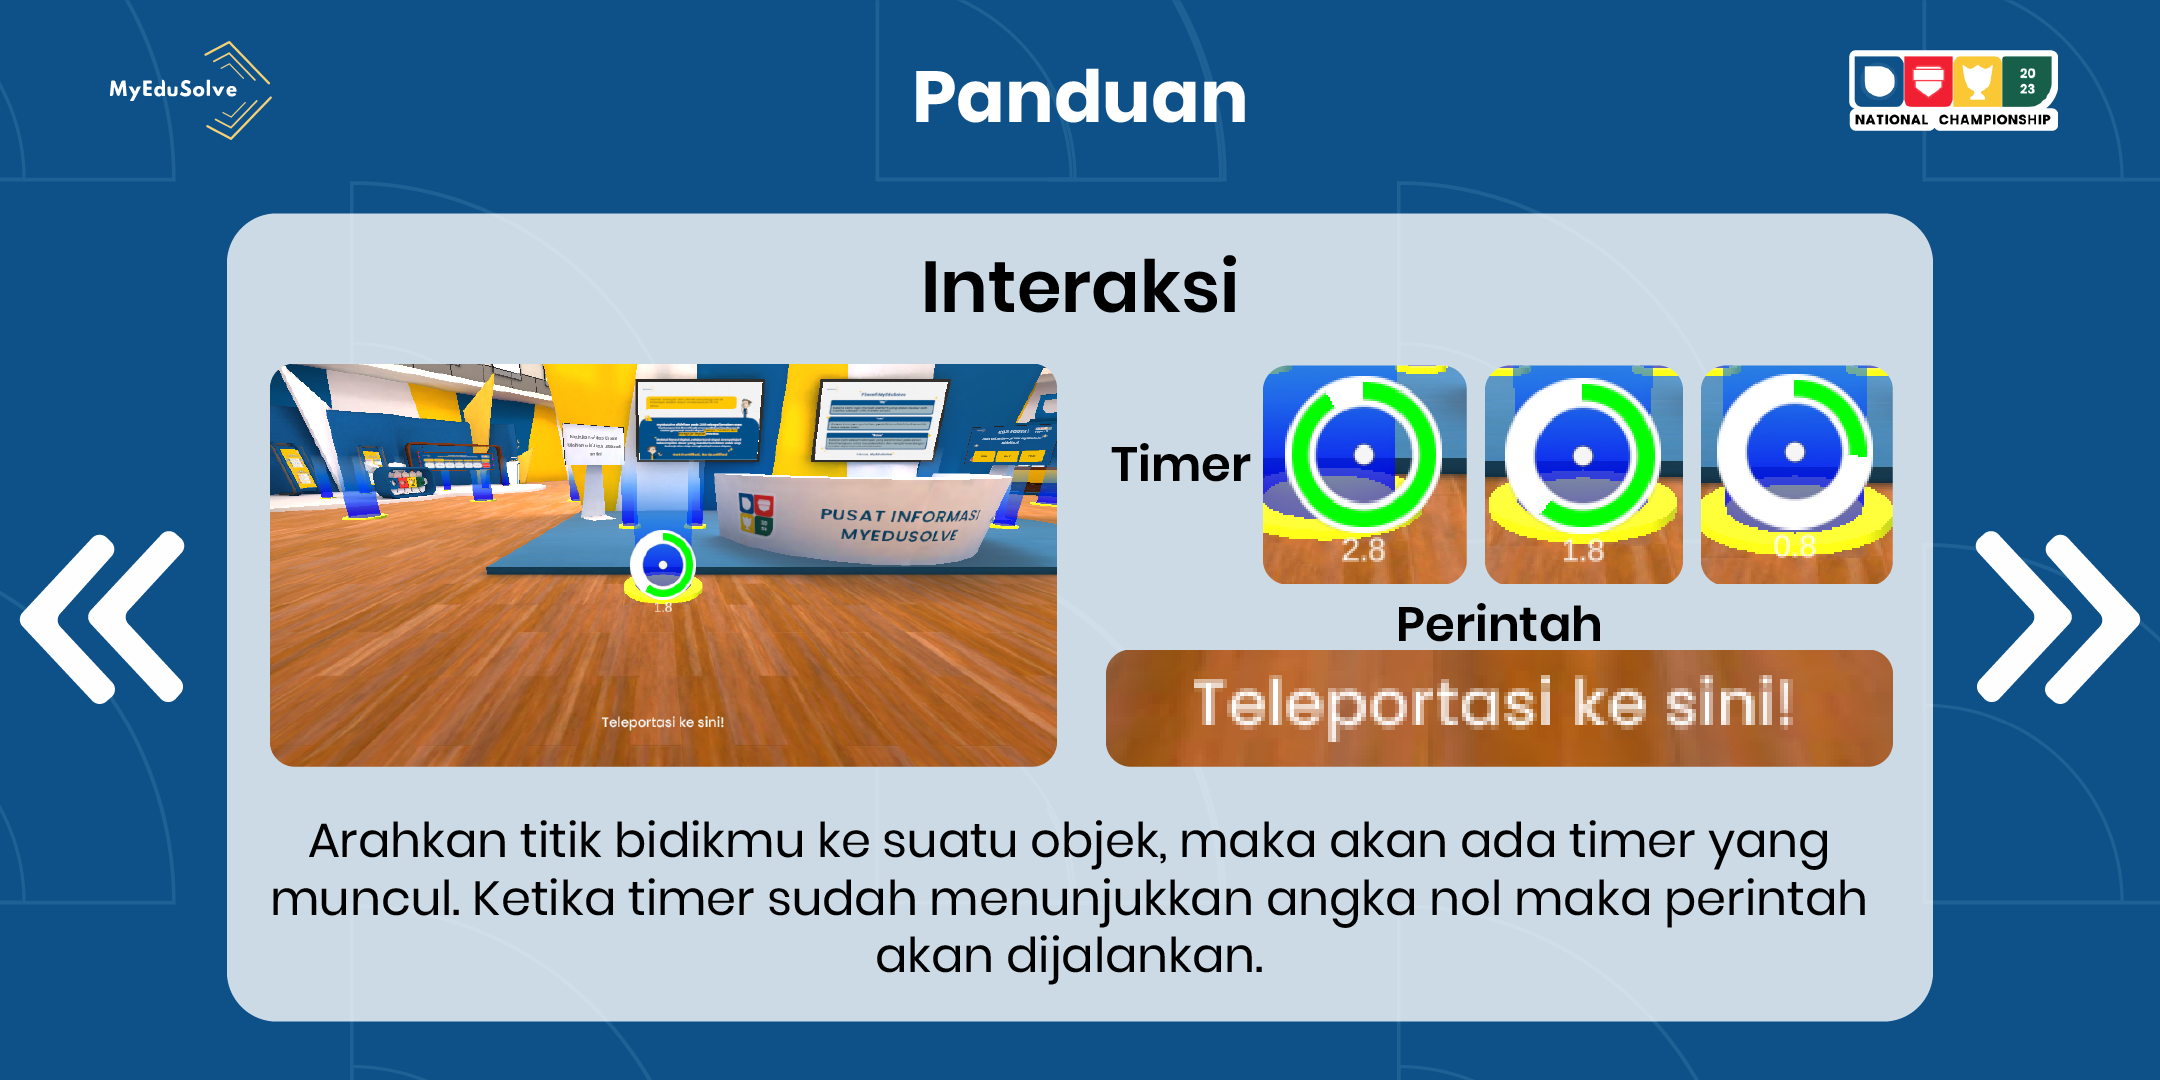 MyEduSolve
Panduan
20
23
NATIONAL CHAMPIONSHIP
Interaksi
PUSAT INFORMASI
MYEDUSOLVE
1.8
Teleportasi ke sini!
Timer
2.8
1.8
0.8
Perintah
Teleportasi ke sini!
Arahkan titik bidikmu ke suatu objek, maka akan ada timer yang
muncul. Ketika timer sudah menunjukkan angka nol maka perintah
akan dijalankan.